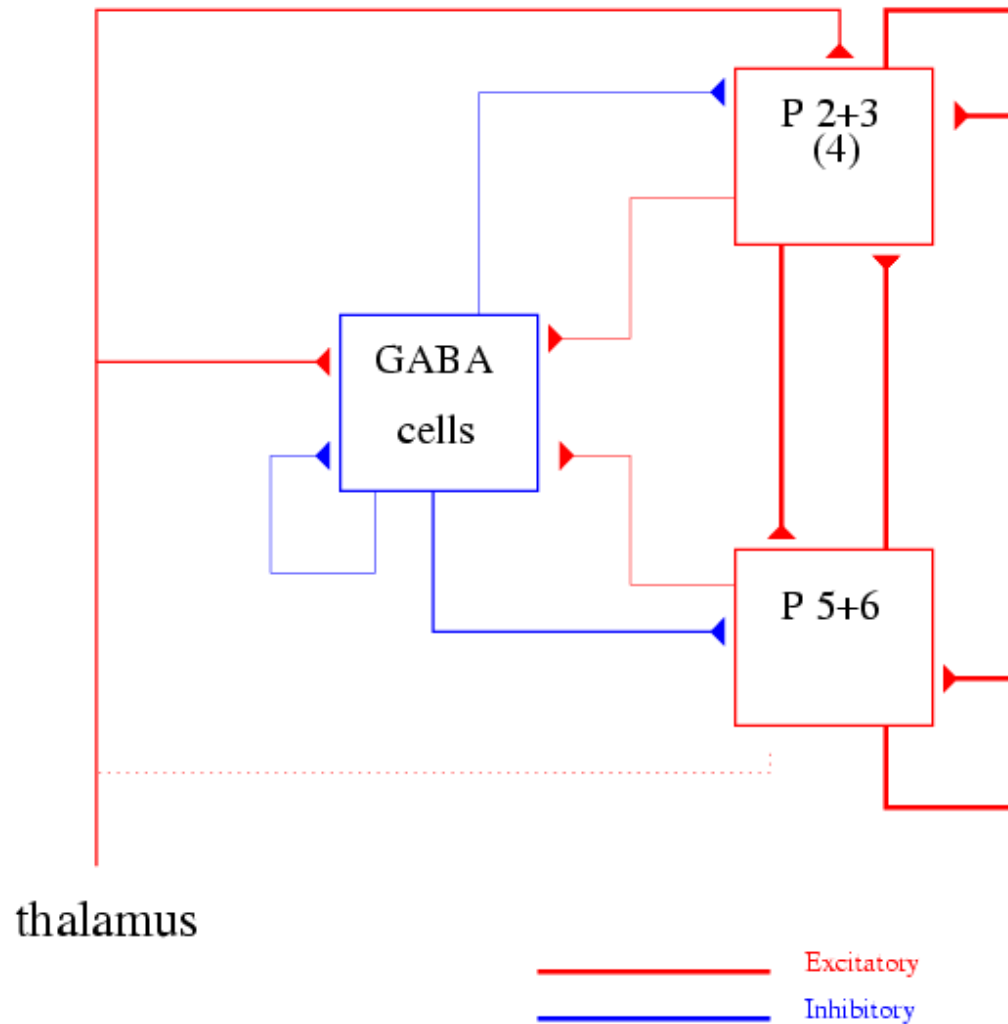 P 2+3
(4)
GABA
cells
P 5+6
thalamus
Excitatory
Inhibitory